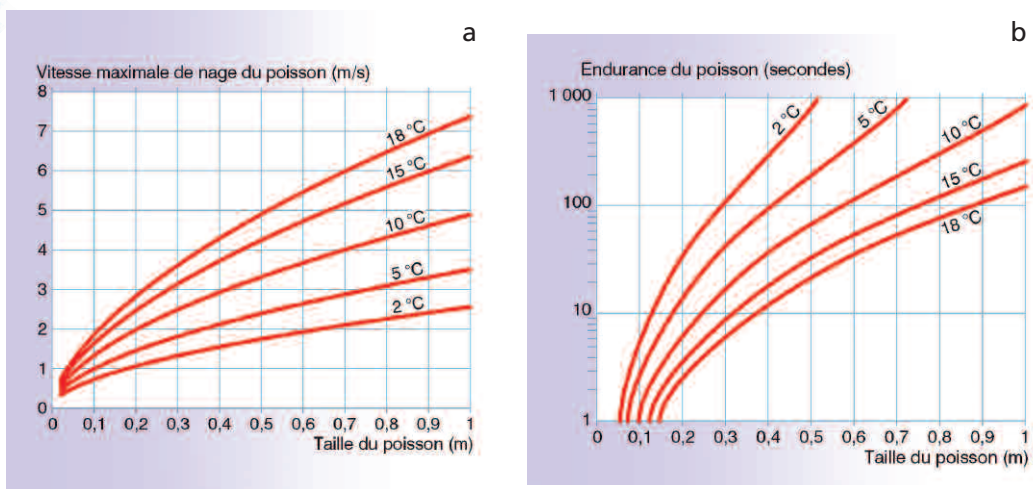 a
Vitesse maximale de nage du poisson (m/s)
8
7
6
5
4
3
2
1
0
18 °C
15 °C
10 °C
5 °C
2 °C
0 0,1 0,2 0,3 0,4 0,5 0,6 0,7 0,8 0,9 1
Taille du poisson (m)
b
Endurance du poisson (secondes)
1 000
100
10
1
2 °C
5 °C
10 °C
15 °C
18 °C
0 0,1 0,2 0,3 0,4 0,5 0,6 0,7 0,8 0,9 1
Taille du poisson (m)